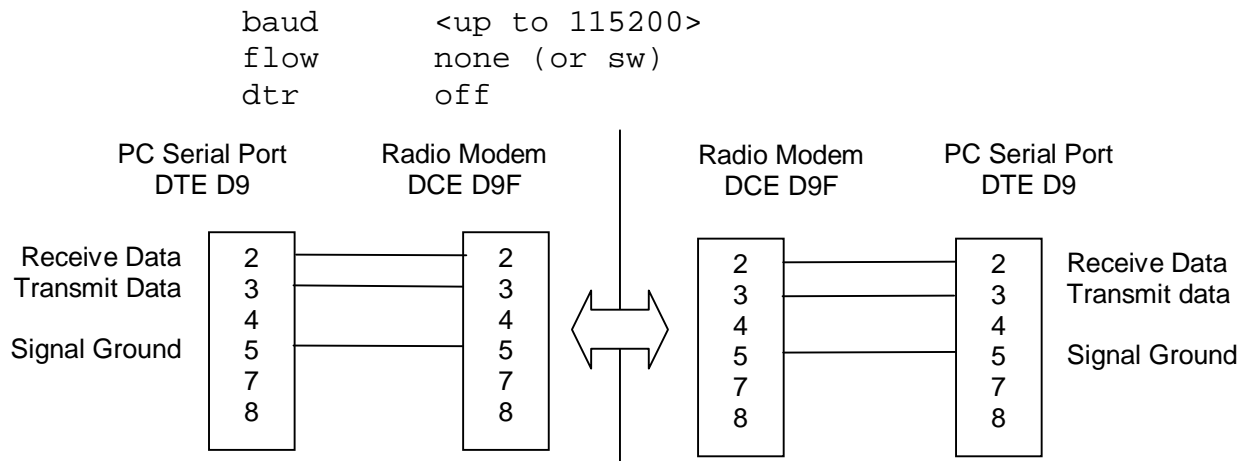 baud <up to 115200>
flow none (or sw)
dtr off
PC Serial Port
DTE D9
Radio Modem
DCE D9F
Radio Modem
DCE D9F
PC Serial Port
DTE D9
Receive Data 2 2 2 2 Receive Data
Transmit Data 3 3 3 3 Transmit data
4 4 4 4
Signal Ground 5 5 5 5 Signal Ground
7 7 7 7
8 8 8 8